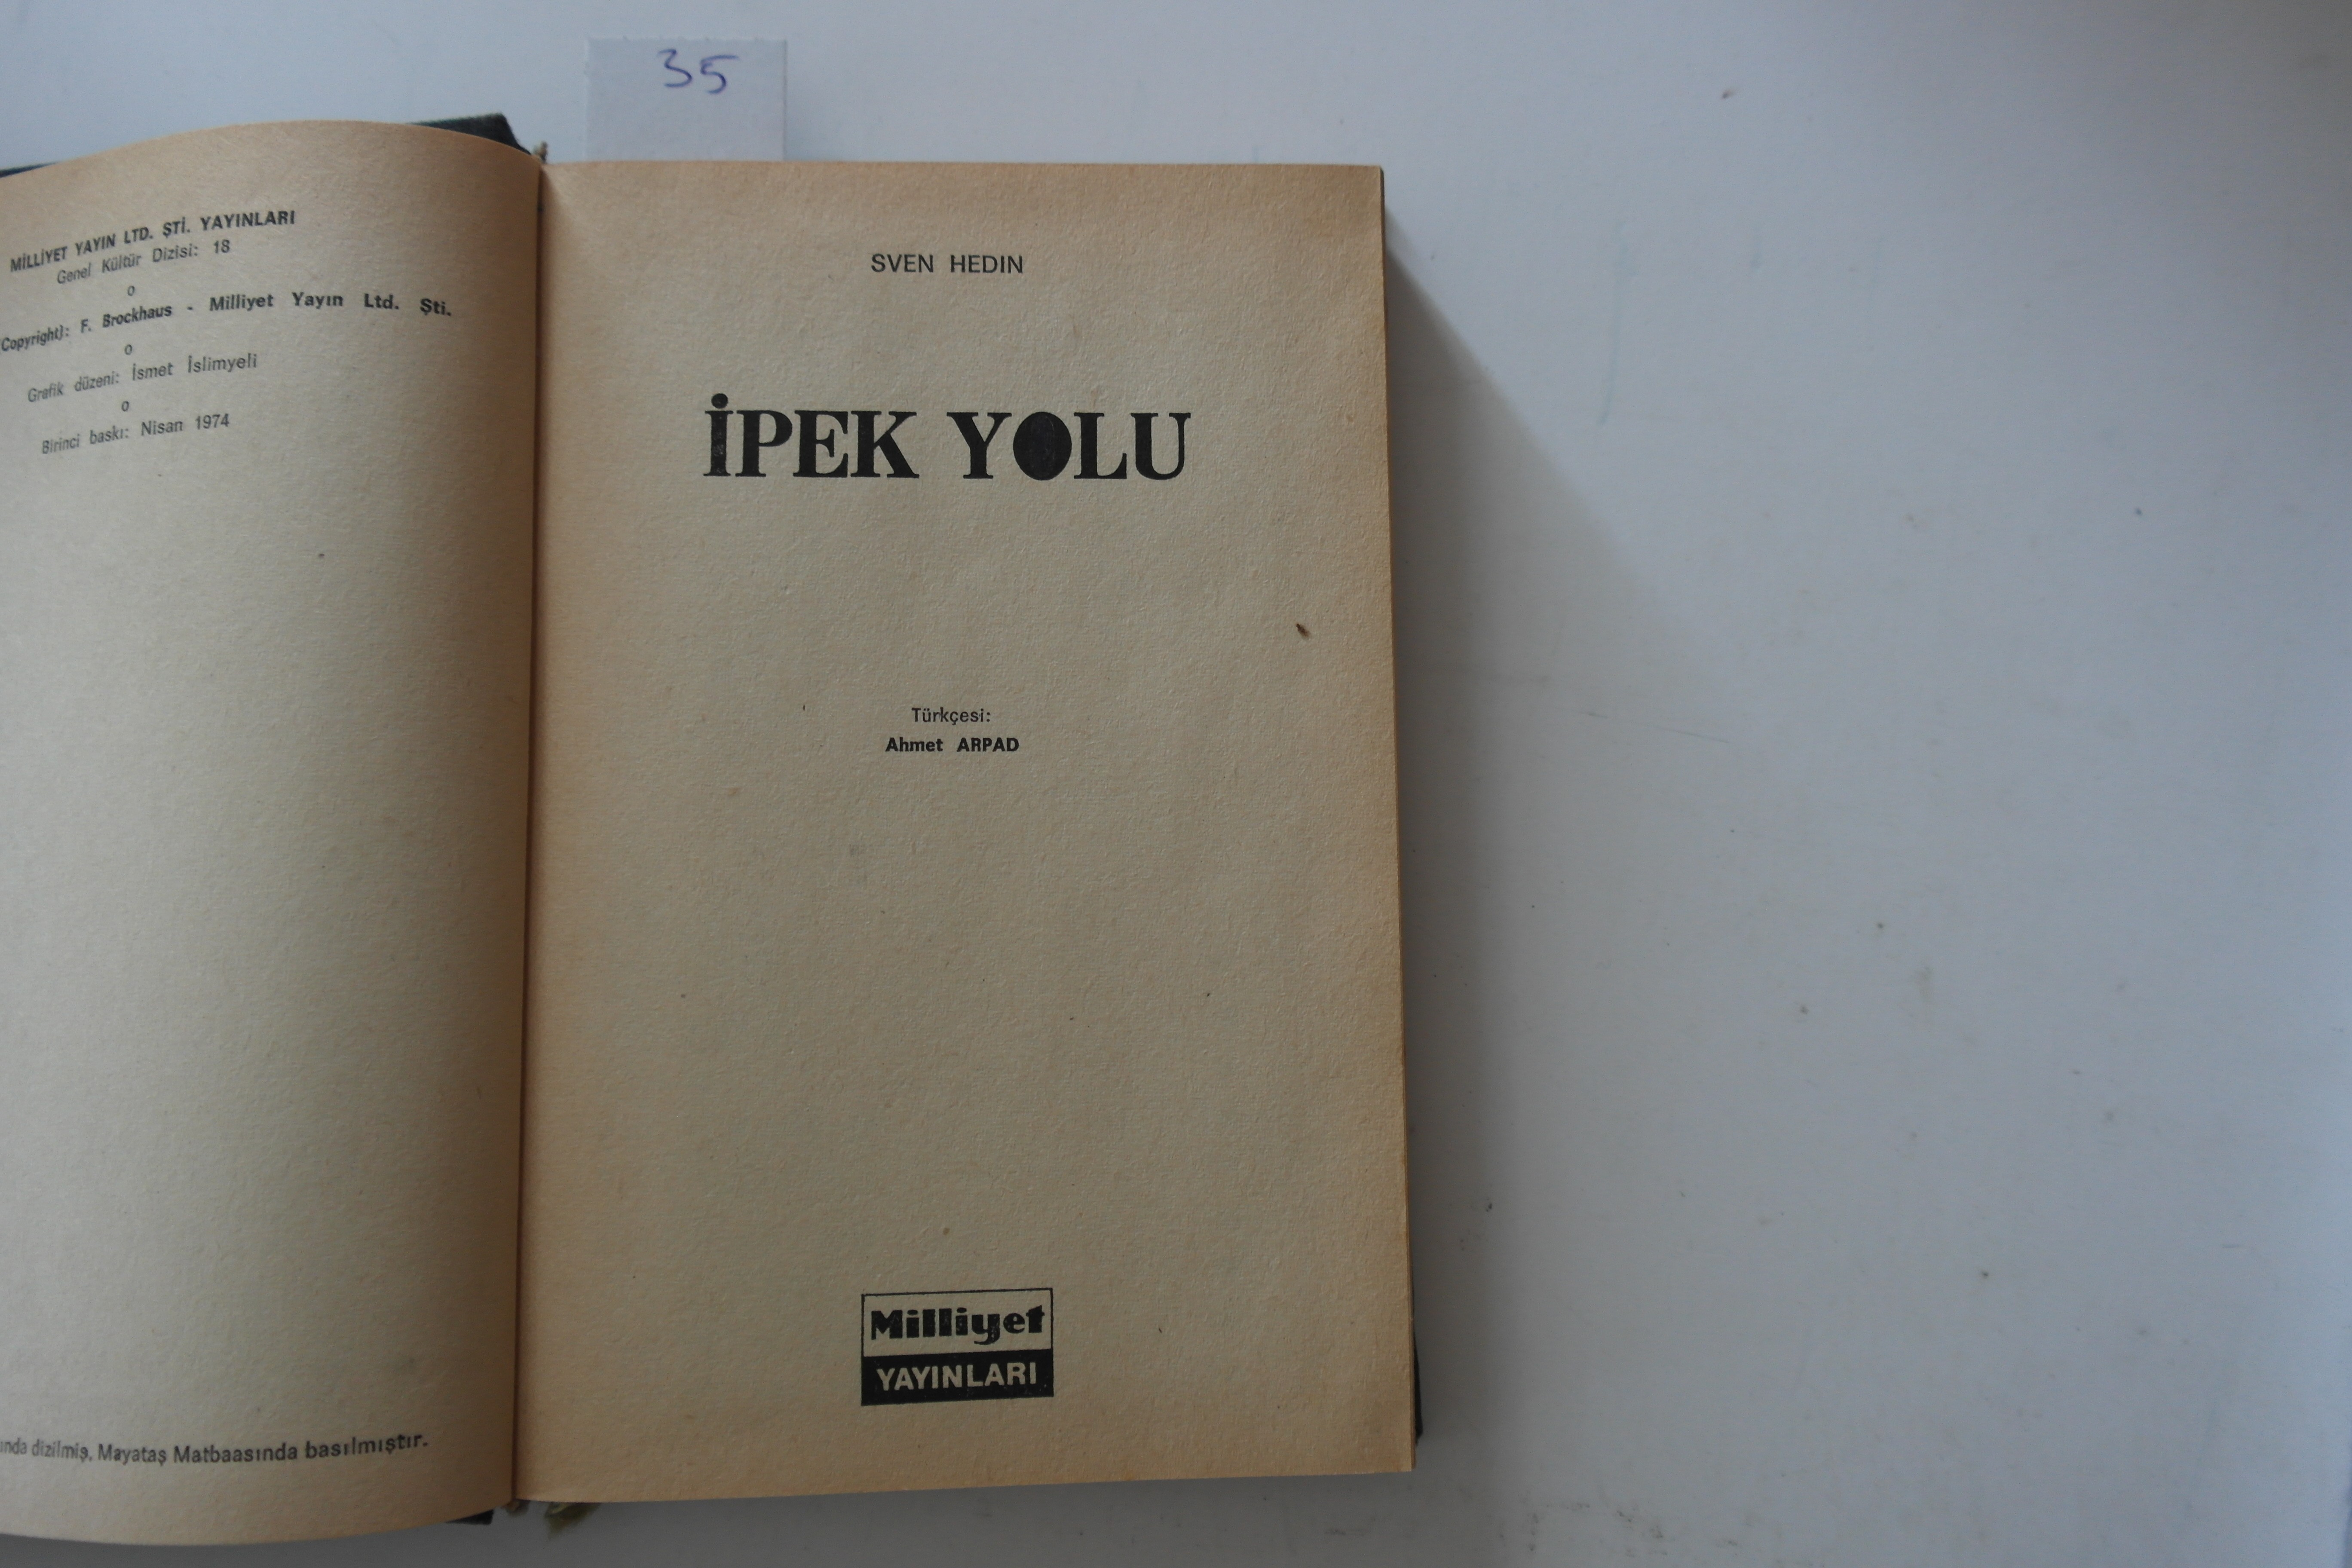 35
MİLLİYET YAYIN LTD. ŞTİ. YAYINLARI
Genel Kültür Dizisi: 18
o
Copyright): F. Brockhaus - Milliyet Yayın Ltd. Şti.
o
Grafik düzeni: İsmet İslimyeli
o
Birinci baskı: Nisan 1974
dizilmiş, Mayataş Matbaasında basılmıştır.
SVEN HEDIN
İPEK YOLU
Türkçesi:
Ahmet ARPAD
Milliyet
YAYINLARI